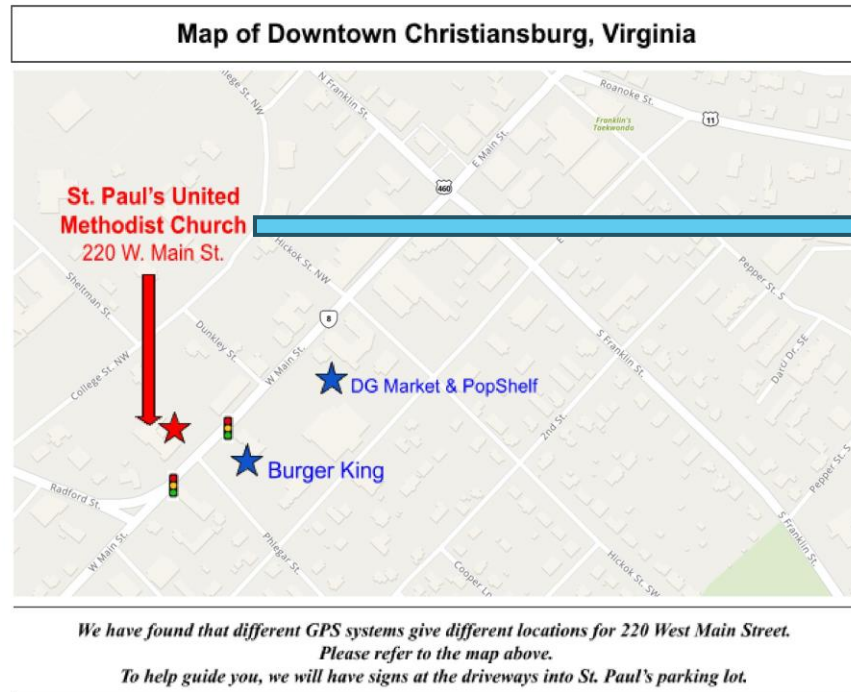 Map of Downtown Christiansburg, Virginia
College St. NW
N Franklin St.
E Main St.
Roanoke St.
11
Franklin's
Taekwondo
460
St. Paul's United
Methodist Church
220 W. Main St.
Hickok St. NW
Pepper St. S
Sheltman St.
8
Dunkley St.
W Main St.
S Franklin St.
College St. NW
DG Market & PopShelf
2nd St.
Burger King
Radford St.
Pepper St. S
W Main St.
Phlegar St.
S Franklin St.
Cooper Ln
Hickok St. SW
We have found that different GPS systems give different locations for 220 West Main Street.
Please refer to the map above.
To help guide you, we will have signs at the driveways into St. Paul's parking lot.